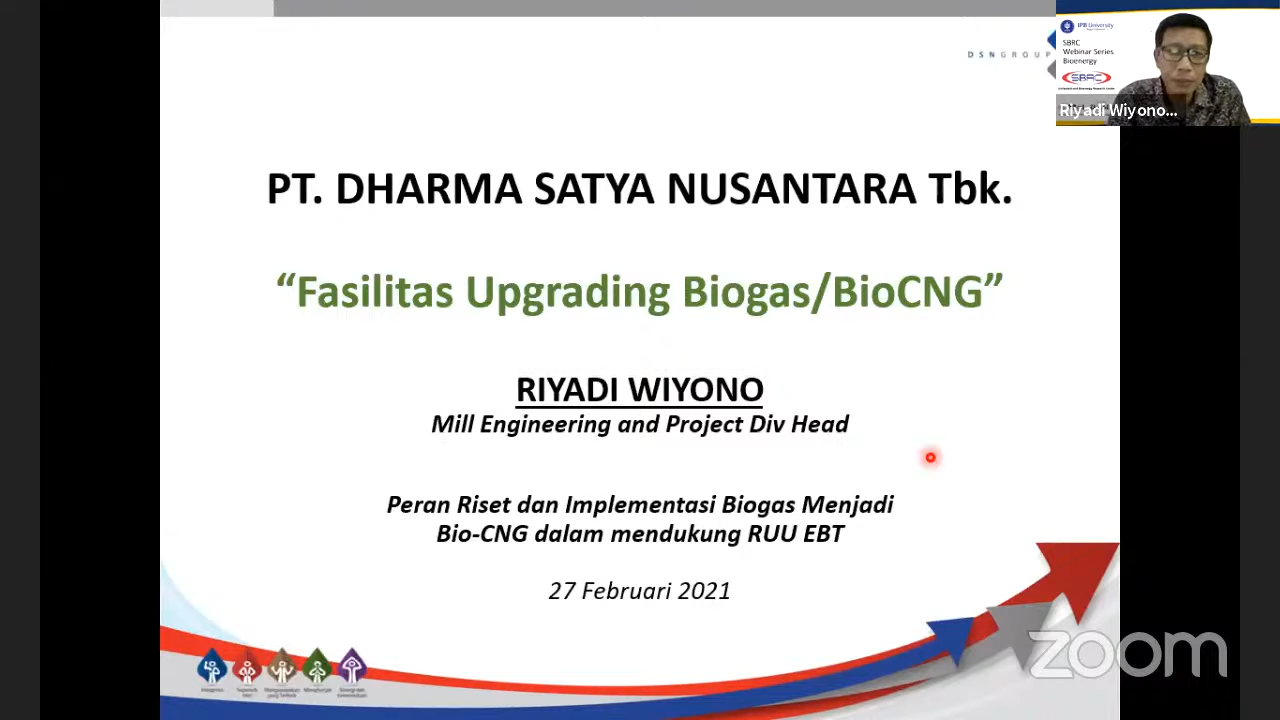 DSNGROUP
IPB University
SBRC
Webinar Series
Bioenergy
SBRC
Riyadi Wiyono...
PT. DHARMA SATYA NUSANTARA Tbk.
“Fasilitas Upgrading Biogas/BioCNG”
RIYADI WIYONO
Mill Engineering and Project Div Head
Peran Riset dan Implementasi Biogas Menjadi
Bio-CNG dalam mendukung RUU EBT
27 Februari 2021
zoom